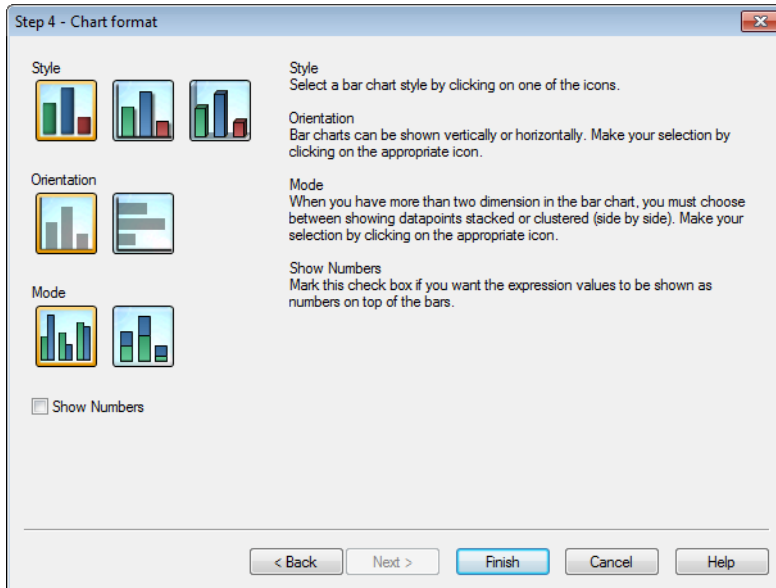 Step 4 - Chart format
Style
Orientation
Mode
Show Numbers
Style
Select a bar chart style by clicking on one of the icons.
Orientation
Bar charts can be shown vertically or horizontally. Make your selection by
clicking on the appropriate icon.
Mode
When you have more than two dimension in the bar chart, you must choose
between showing datapoints stacked or clustered (side by side). Make your
selection by clicking on the appropriate icon.
Show Numbers
Mark this check box if you want the expression values to be shown as
numbers on top of the bars.
< Back
Next >
Finish
Cancel
Help